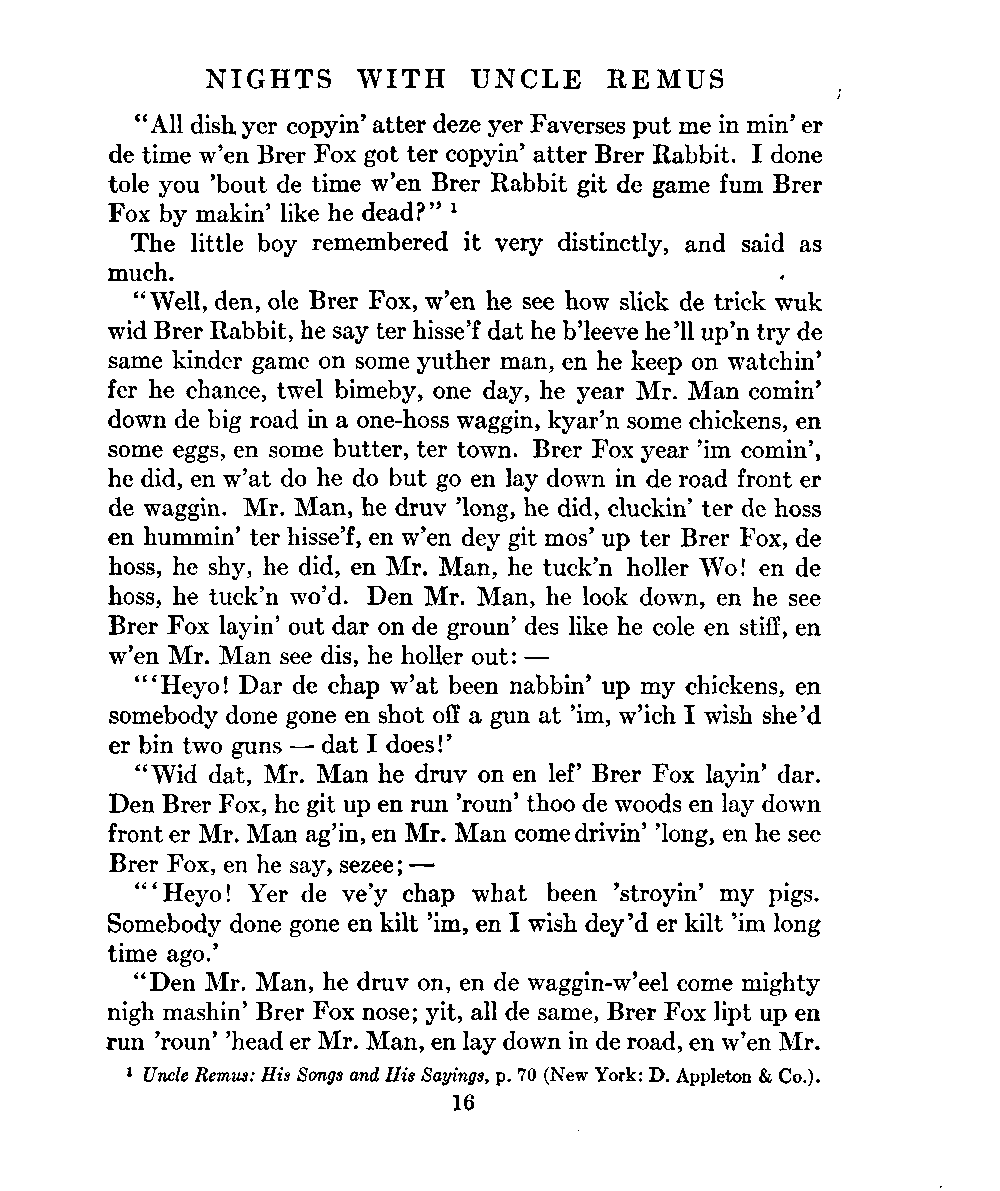 NIGHTS WITH UNCLE REMUS
“All dish yer copyin’ atter deze yer Faverses put me in min’ er
de time w’en Brer Fox got ter copyin’ atter Brer Rabbit. I done
tole you ’bout de time w’en Brer Rabbit git de game fum Brer
Fox by makin’ like he dead?” ¹
The little boy remembered it very distinctly, and said as
much.
“Well, den, ole Brer Fox, w’en he see how slick de trick wuk
wid Brer Rabbit, he say ter hisse’f dat he b’leeve he’ll up’n try de
same kinder game on some yuther man, en he keep on watchin’
fer he chance, twel bimeby, one day, he year Mr. Man comin’
down de big road in a one-hoss waggin, kyar’n some chickens, en
some eggs, en some butter, ter town. Brer Fox year ’im comin’,
he did, en w’at do he do but go en lay down in de road front er
de waggin. Mr. Man, he druv ’long, he did, cluckin’ ter de hoss
en hummin’ ter hisse’f, en w’en dey git mos’ up ter Brer Fox, de
hoss, he shy, he did, en Mr. Man, he tuck’n holler Wo! en de
hoss, he tuck’n wo’d. Den Mr. Man, he look down, en he see
Brer Fox layin’ out dar on de groun’ des like he cole en stiff, en
w’en Mr. Man see dis, he holler out: —
“‘Heyo! Dar de chap w’at been nabbin’ up my chickens, en
somebody done gone en shot off a gun at ’im, w’ich I wish she’d
er bin two guns — dat I does!’
“Wid dat, Mr. Man he druv on en lef’ Brer Fox layin’ dar.
Den Brer Fox, he git up en run ’roun’ thoo de woods en lay down
front er Mr. Man ag’in, en Mr. Man come drivin’ ’long, en he see
Brer Fox, en he say, sezee; —
“‘Heyo! Yer de ve’y chap what been ’stroyin’ my pigs.
Somebody done gone en kilt ’im, en I wish dey’d er kilt ’im long
time ago.’
“Den Mr. Man, he druv on, en de waggin-w’eel come mighty
nigh mashin’ Brer Fox nose; yit, all de same, Brer Fox lipt up en
run ’roun’ ’head er Mr. Man, en lay down in de road, en w’en Mr.
¹ Uncle Remus: His Songs and His Sayings, p. 70 (New York: D. Appleton & Co.).
16